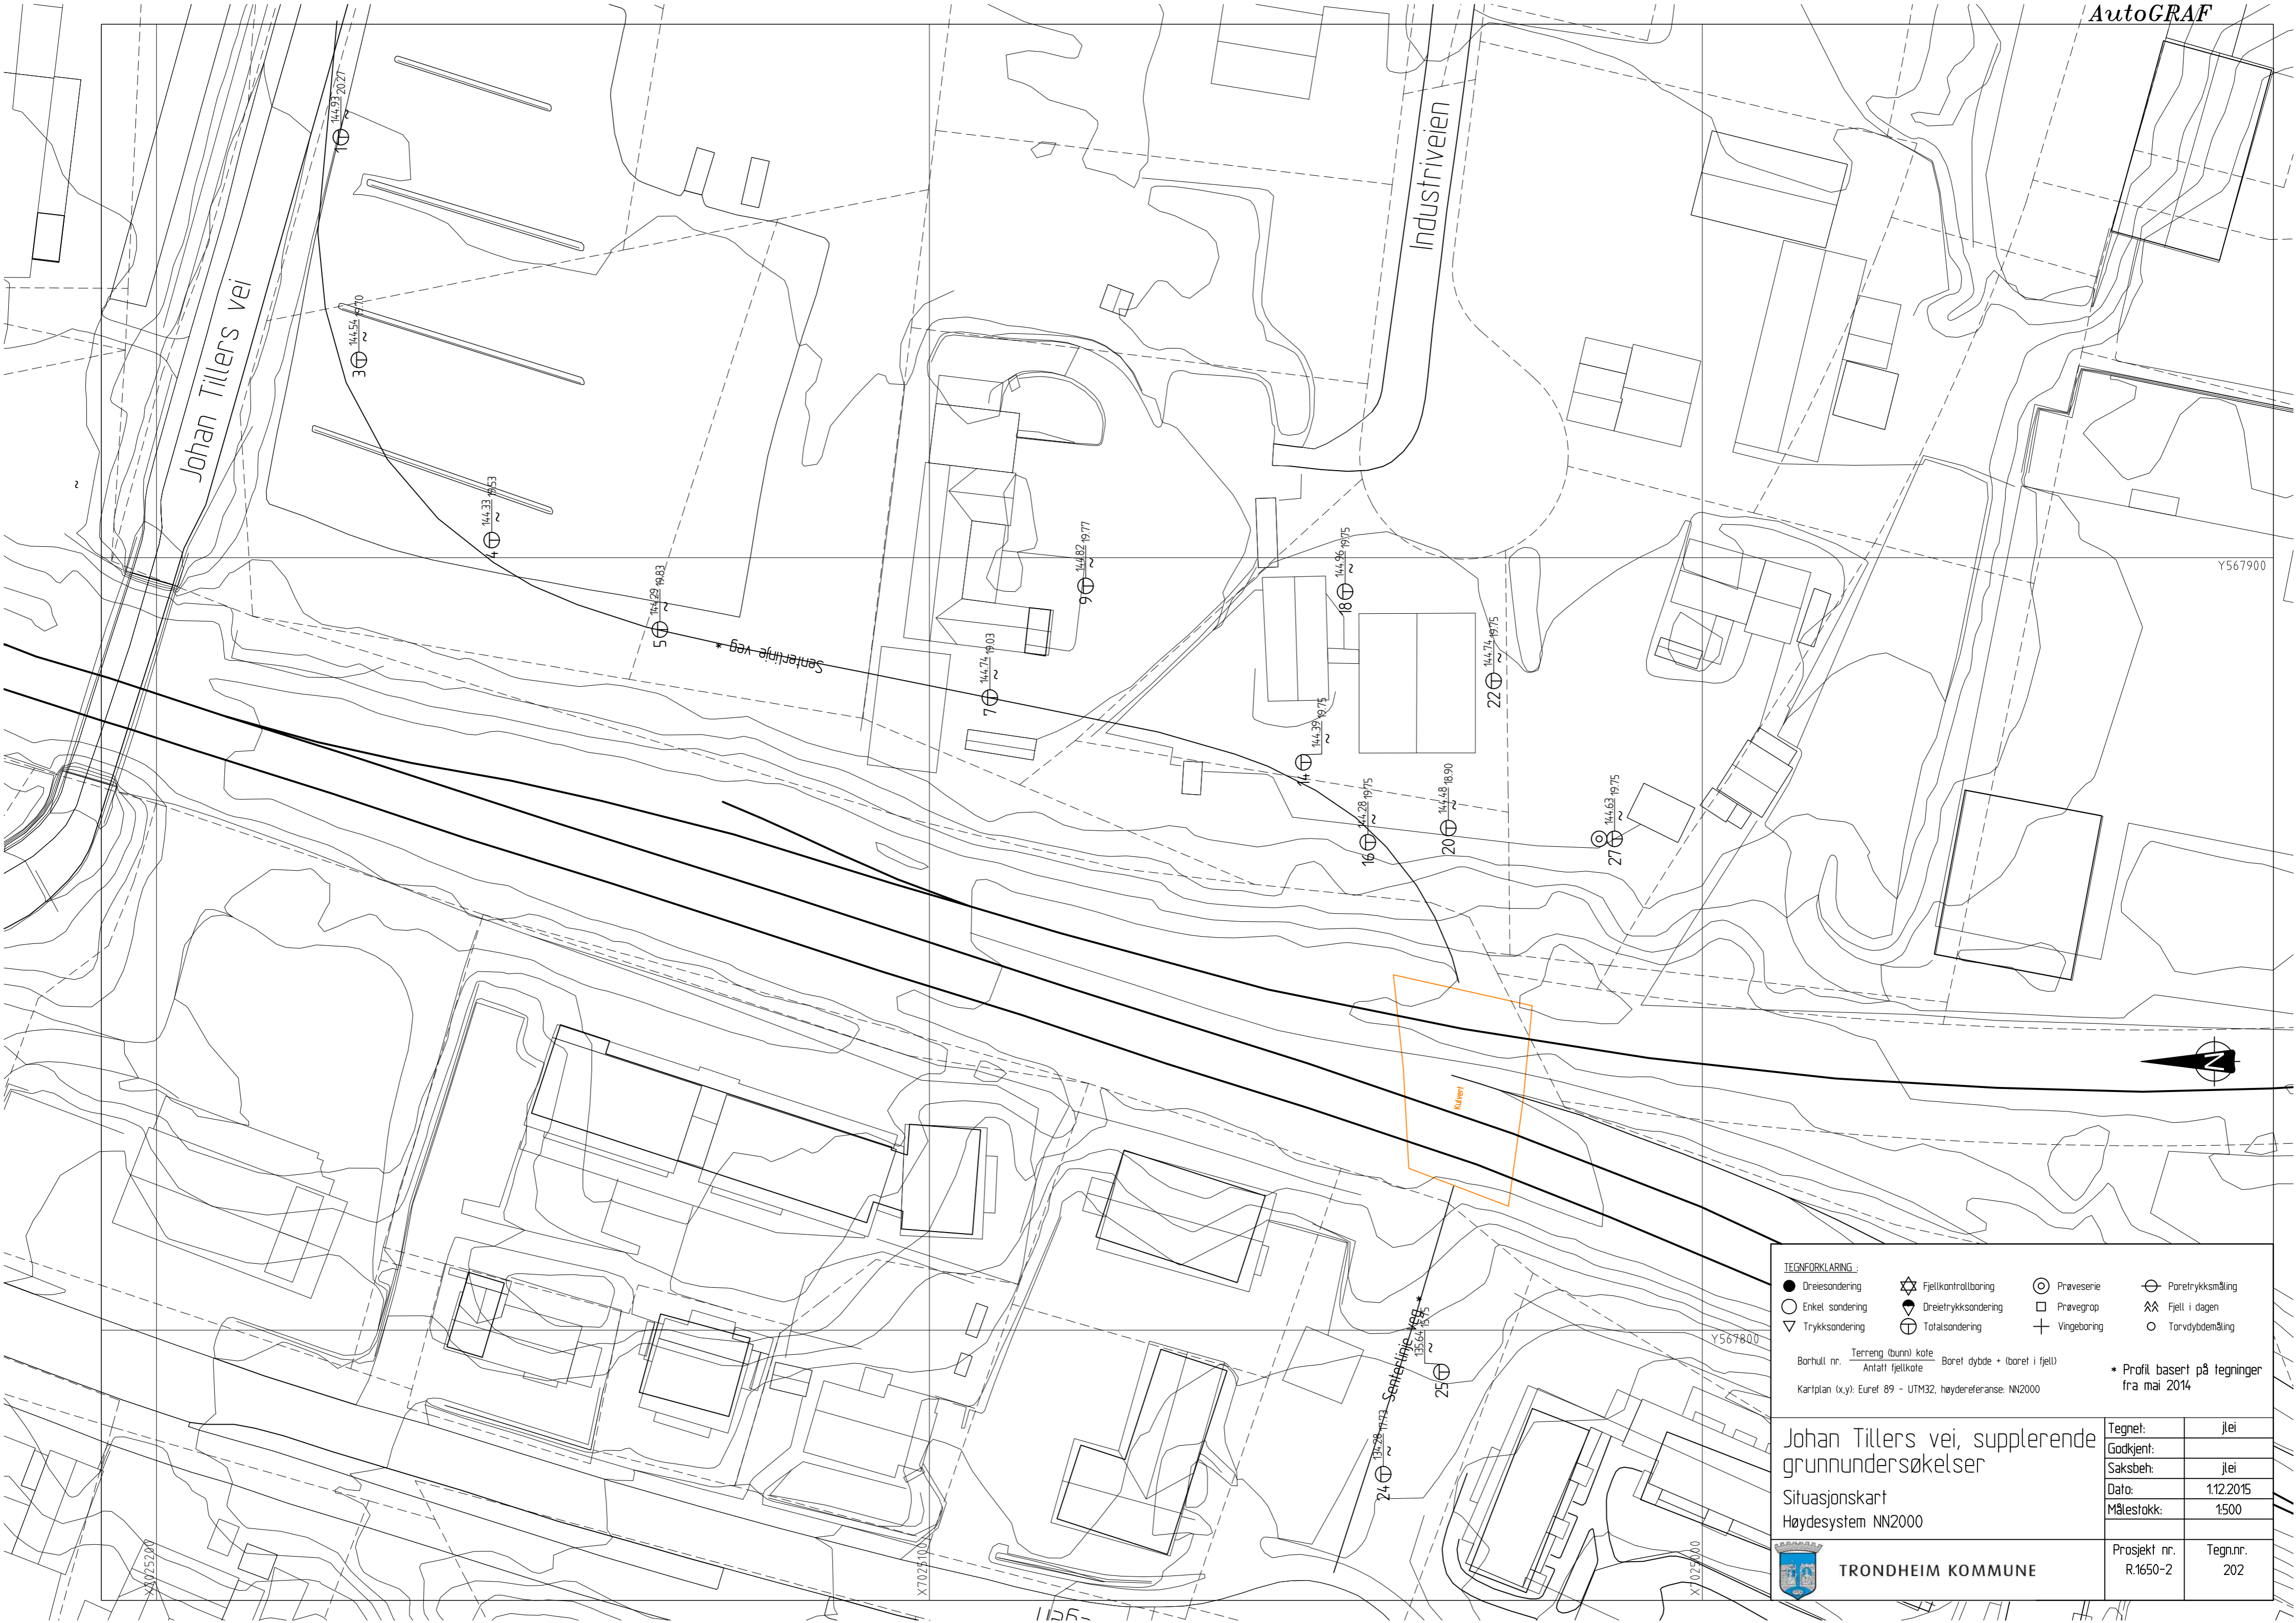 AutoGRAF
Johan Tillers vei
Industriveien
1 144.93 20.27
3 144.54 19.70
4 144.33 19.53
5 144.29 19.83
7 144.74 19.03
9 144.82 19.77
14 144.39 19.75
16 144.28 19.75
18 144.96 19.75
20 144.48 18.90
22 144.74 19.75
27 144.63 19.75
Senterlinje veg *
Y567900
Kulvert
N
Senterlinje veg *
25 135.64
24 134.28 17.73
Y567800
X7025200
X7025100
X7025000
TEGNFORKLARING :
Dreiesondering
Fjellkontrollboring
Prøveserie
Poretrykksmåling
Enkel sondering
Dreietrykksondering
Prøvegrop
Fjell i dagen
Trykksondering
Totalsondering
Vingeboring
Torvdybdemåling
Borhull nr. Terreng (bunn) kote Boret dybde + (boret i fjell)
Antatt fjellkote
Kartplan (x,y): Euref 89 - UTM32, høydereferanse: NN2000
* Profil basert på tegninger
fra mai 2014
Johan Tillers vei, supplerende
grunnundersøkelser
Situasjonskart
Høydesystem NN2000
Tegnet: jlei
Godkjent:
Saksbeh: jlei
Dato: 1.12.2015
Målestokk: 1:500
TRONDHEIM KOMMUNE
Prosjekt nr. R.1650-2
Tegn.nr. 202